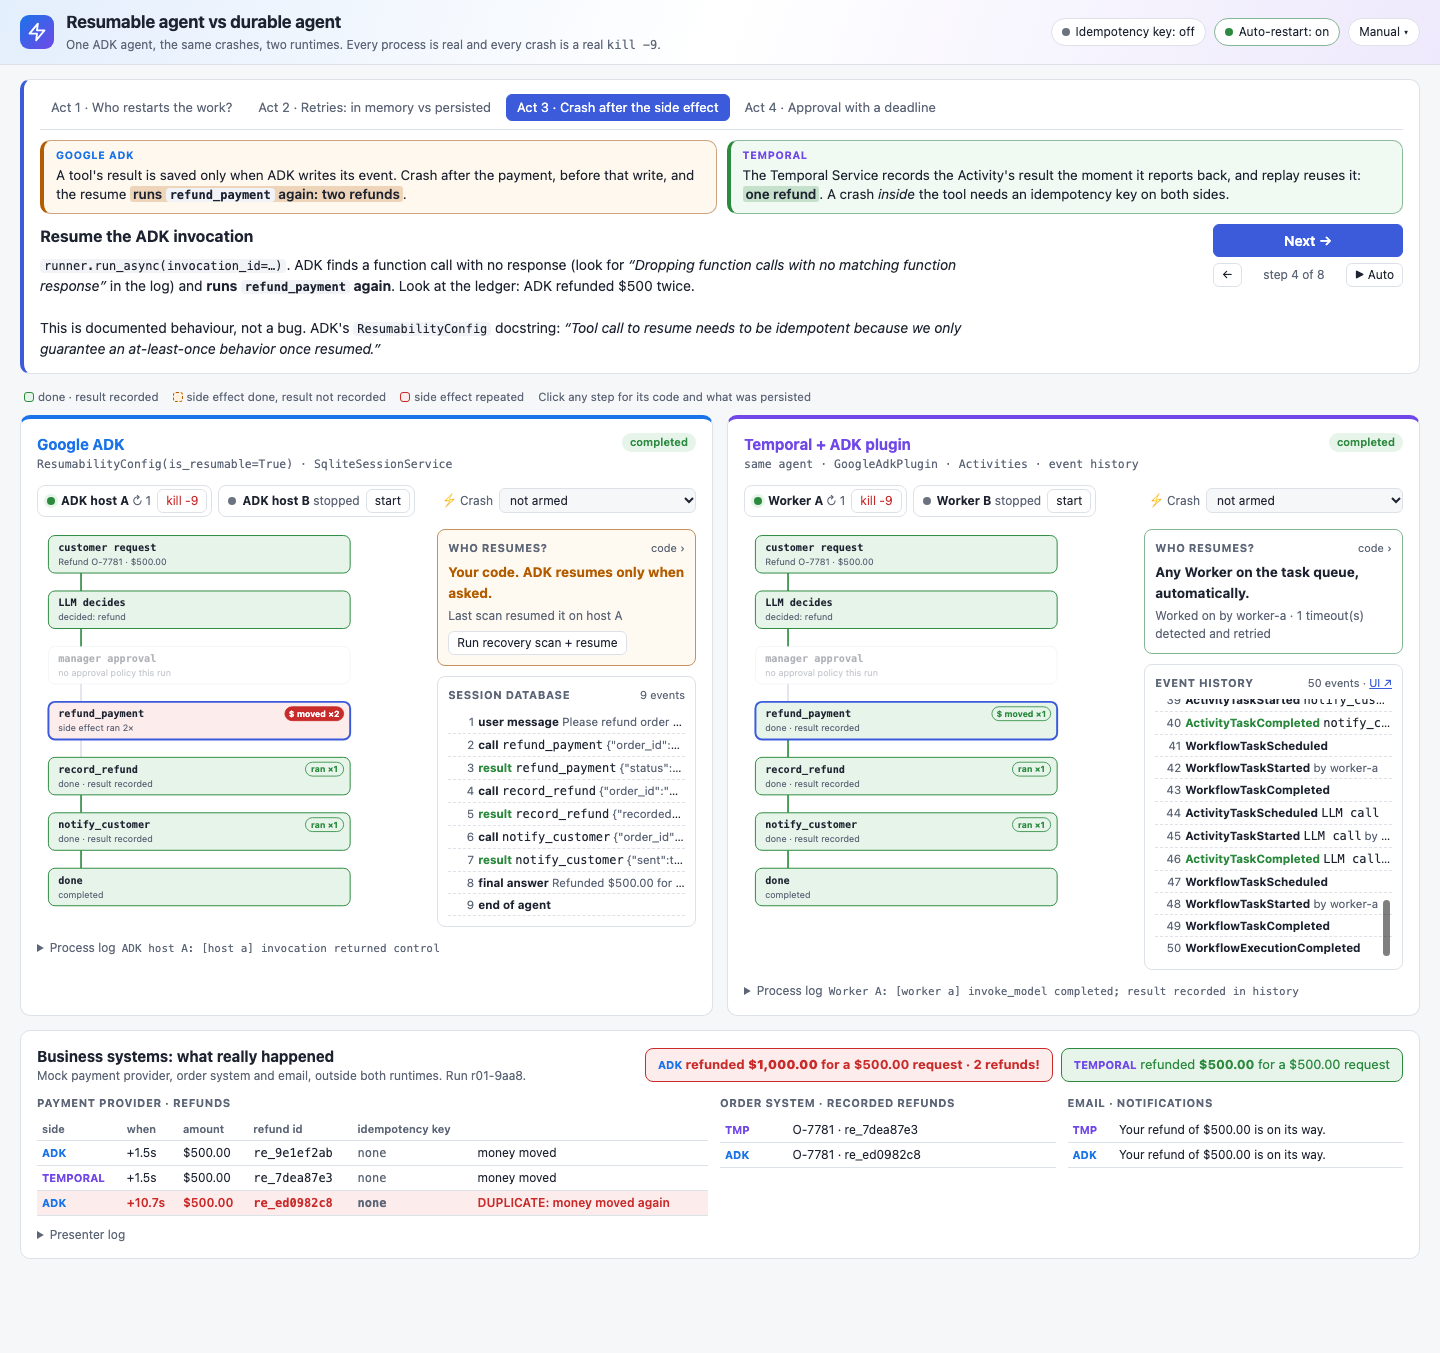 Resumable agent vs durable agent
One ADK agent, the same crashes, two runtimes. Every process is real and every crash is a real kill -9.
Idempotency key: off
Auto-restart: on
Manual
Act 1 · Who restarts the work?
Act 2 · Retries: in memory vs persisted
Act 3 · Crash after the side effect
Act 4 · Approval with a deadline
GOOGLE ADK
A tool's result is saved only when ADK writes its event. Crash after the payment, before that write, and
the resume runs refund_payment again: two refunds.
TEMPORAL
The Temporal Service records the Activity's result the moment it reports back, and replay reuses it:
one refund. A crash inside the tool needs an idempotency key on both sides.
Resume the ADK invocation
runner.run_async(invocation_id=…). ADK finds a function call with no response (look for “Dropping function calls with no matching function
response” in the log) and runs refund_payment again. Look at the ledger: ADK refunded $500 twice.
This is documented behaviour, not a bug. ADK's ResumabilityConfig docstring: “Tool call to resume needs to be idempotent because we only
guarantee an at-least-once behavior once resumed.”
Next →
←
step 4 of 8
▶ Auto
done · result recorded
side effect done, result not recorded
side effect repeated
Click any step for its code and what was persisted
Google ADK
completed
ResumabilityConfig(is_resumable=True) · SqliteSessionService
ADK host A ↻ 1
kill -9
ADK host B stopped
start
⚡ Crash
not armed
customer request
Refund O-7781 · $500.00
LLM decides
decided: refund
manager approval
no approval policy this run
refund_payment
$ moved ×2
side effect ran 2×
record_refund
ran ×1
done · result recorded
notify_customer
ran ×1
done · result recorded
done
completed
WHO RESUMES?
code ›
Your code. ADK resumes only when
asked.
Last scan resumed it on host A
Run recovery scan + resume
SESSION DATABASE
9 events
1 user message Please refund order ...
2 call refund_payment {"order_id":...
3 result refund_payment {"status":...
4 call record_refund {"order_id":"...
5 result record_refund {"recorded...
6 call notify_customer {"order_id"...
7 result notify_customer {"sent":t...
8 final answer Refunded $500.00 for ...
9 end of agent
▶ Process log ADK host A: [host a] invocation returned control
Temporal + ADK plugin
completed
same agent · GoogleAdkPlugin · Activities · event history
Worker A ↻ 1
kill -9
Worker B stopped
start
⚡ Crash
not armed
customer request
Refund O-7781 · $500.00
LLM decides
decided: refund
manager approval
no approval policy this run
refund_payment
$ moved ×1
done · result recorded
record_refund
ran ×1
done · result recorded
notify_customer
ran ×1
done · result recorded
done
completed
WHO RESUMES?
code ›
Any Worker on the task queue,
automatically.
Worked on by worker-a · 1 timeout(s)
detected and retried
EVENT HISTORY
50 events · UI ↗
39 ActivityTaskStarted notify_cus...
40 ActivityTaskCompleted notify_c...
41 WorkflowTaskScheduled
42 WorkflowTaskStarted by worker-a
43 WorkflowTaskCompleted
44 ActivityTaskScheduled LLM call
45 ActivityTaskStarted LLM call by ...
46 ActivityTaskCompleted LLM call...
47 WorkflowTaskScheduled
48 WorkflowTaskStarted by worker-a
49 WorkflowTaskCompleted
50 WorkflowExecutionCompleted
▶ Process log Worker A: [worker a] invoke_model completed; result recorded in history
Business systems: what really happened
Mock payment provider, order system and email, outside both runtimes. Run r01-9aa8.
ADK refunded $1,000.00 for a $500.00 request · 2 refunds!
TEMPORAL refunded $500.00 for a $500.00 request
PAYMENT PROVIDER · REFUNDS
side when amount refund id idempotency key
ADK +1.5s $500.00 re_9e1ef2ab none money moved
TEMPORAL +1.5s $500.00 re_7dea87e3 none money moved
ADK +10.7s $500.00 re_ed0982c8 none DUPLICATE: money moved again
ORDER SYSTEM · RECORDED REFUNDS
TMP O-7781 · re_7dea87e3
ADK O-7781 · re_ed0982c8
EMAIL · NOTIFICATIONS
TMP Your refund of $500.00 is on its way.
ADK Your refund of $500.00 is on its way.
▶ Presenter log